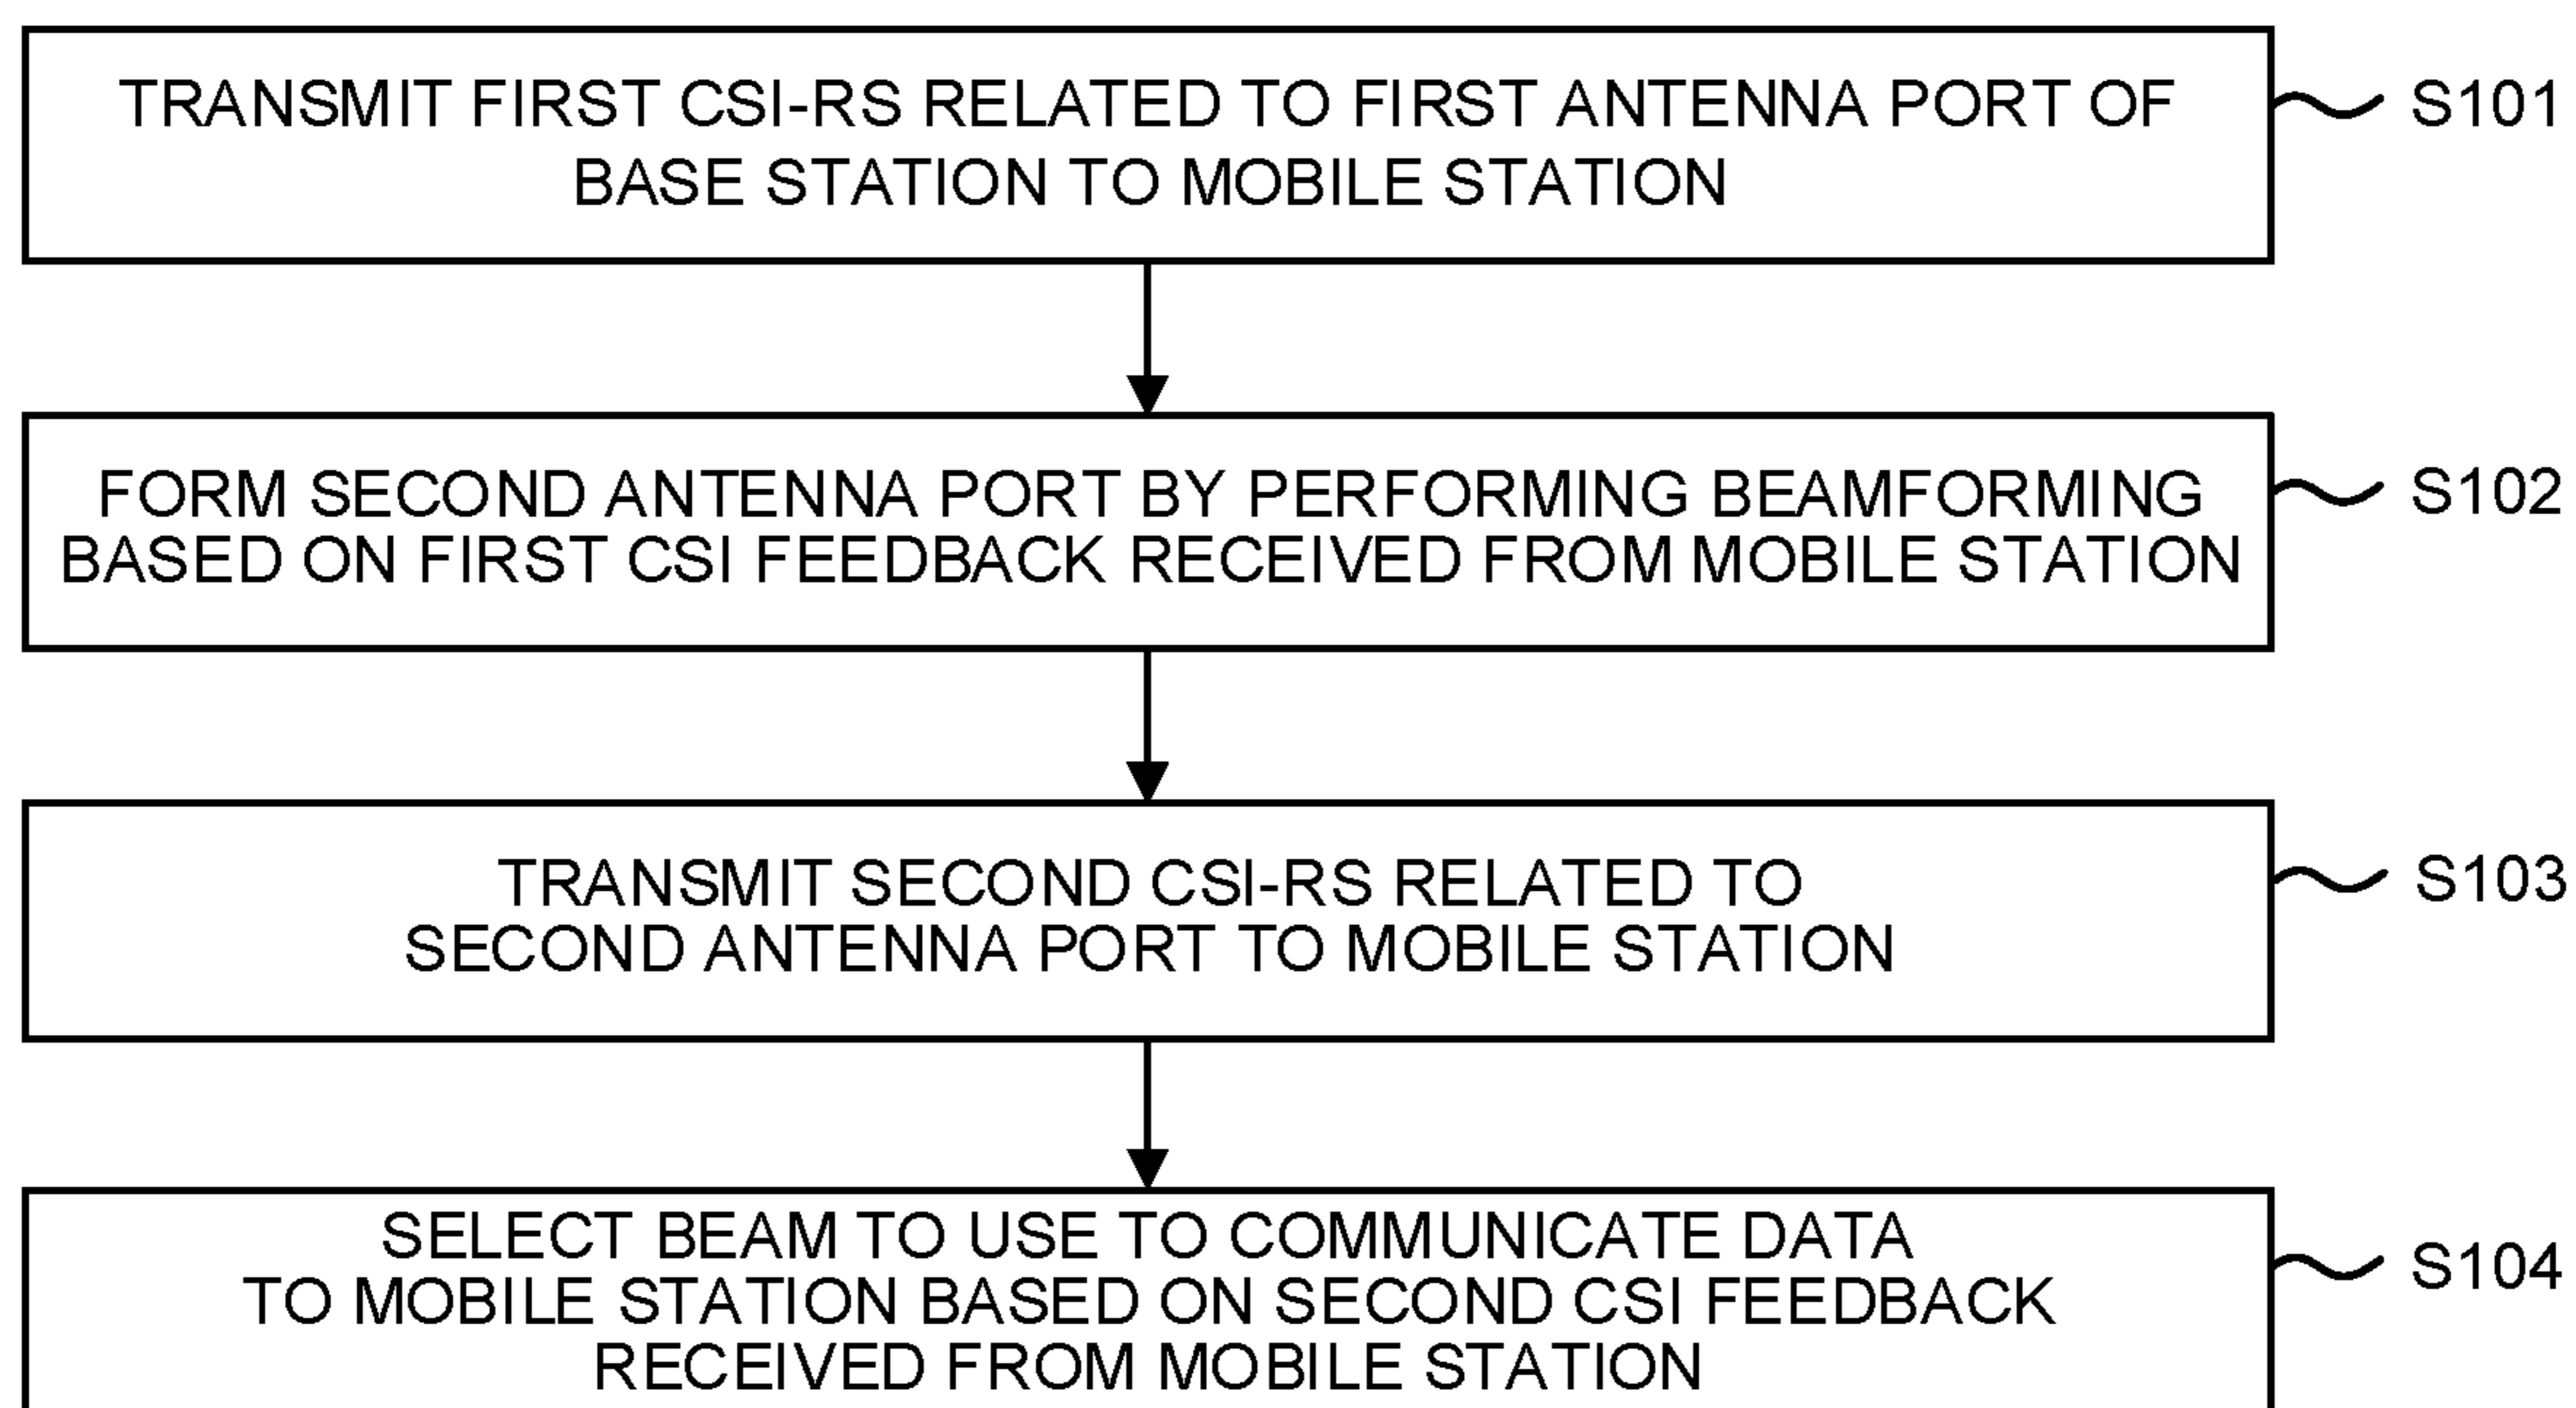 TRANSMIT FIRST CSI-RS RELATED TO FIRST ANTENNA PORT OF
BASE STATION TO MOBILE STATION
S101
FORM SECOND ANTENNA PORT BY PERFORMING BEAMFORMING
BASED ON FIRST CSI FEEDBACK RECEIVED FROM MOBILE STATION
S102
TRANSMIT SECOND CSI-RS RELATED TO
SECOND ANTENNA PORT TO MOBILE STATION
S103
SELECT BEAM TO USE TO COMMUNICATE DATA
TO MOBILE STATION BASED ON SECOND CSI FEEDBACK
RECEIVED FROM MOBILE STATION
S104